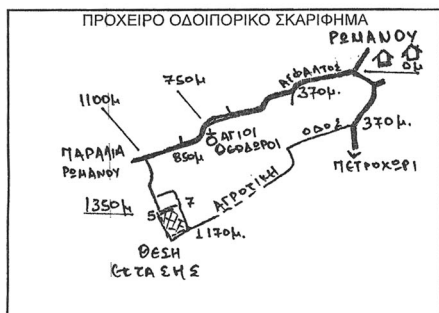 ΠΡΟΧΕΙΡΟ ΟΔΟΙΠΟΡΙΚΟ ΣΚΑΡΙΦΗΜΑ
ΡΩΜΑΝΟΥ
0μ
750μ
ΑΣΦΑΛΤΟΣ
370μ.
1100μ
ΑΓΙΟΙ
ΘΕΟΔΩΡΟΙ
ΟΔΟΣ
370μ.
ΠΑΡΑΛΙΑ
ΡΩΜΑΝΟΥ
850μ
ΠΕΤΡΟΧΩΡΙ
ΑΓΡΟΤΙΚΗ
1350μ
5
7
1170μ.
ΘΕΣΗ
ΕΞΕΤΑΣΗΣ